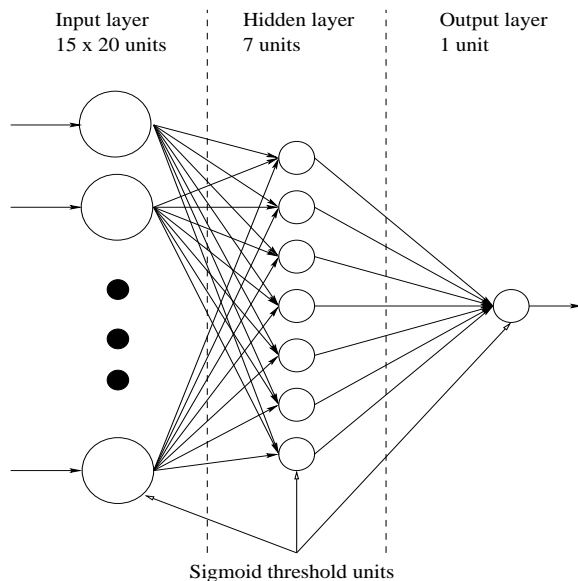 Input layer
15 x 20 units
Hidden layer
7 units
Output layer
1 unit
Sigmoid threshold units